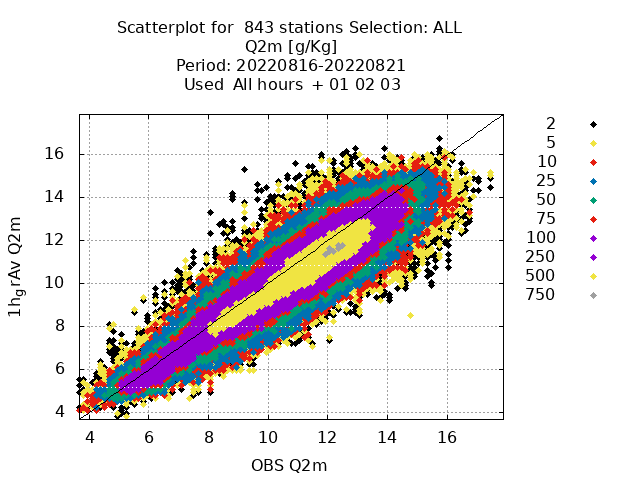 Scatterplot for  843 stations Selection: ALL
Q2m [g/Kg]
Period: 20220816-20220821
Used  All hours  + 01 02 03
2
5
10
25
50
75
100
250
500
750
16
14
12
10
8
6
4
1hgrAv Q2m
4 6 8 10 12 14 16
OBS Q2m